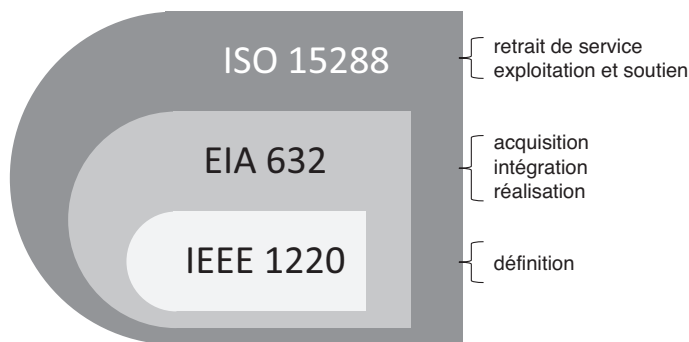 ISO 15288
retrait de service
exploitation et soutien
EIA 632
acquisition
intégration
réalisation
IEEE 1220
définition